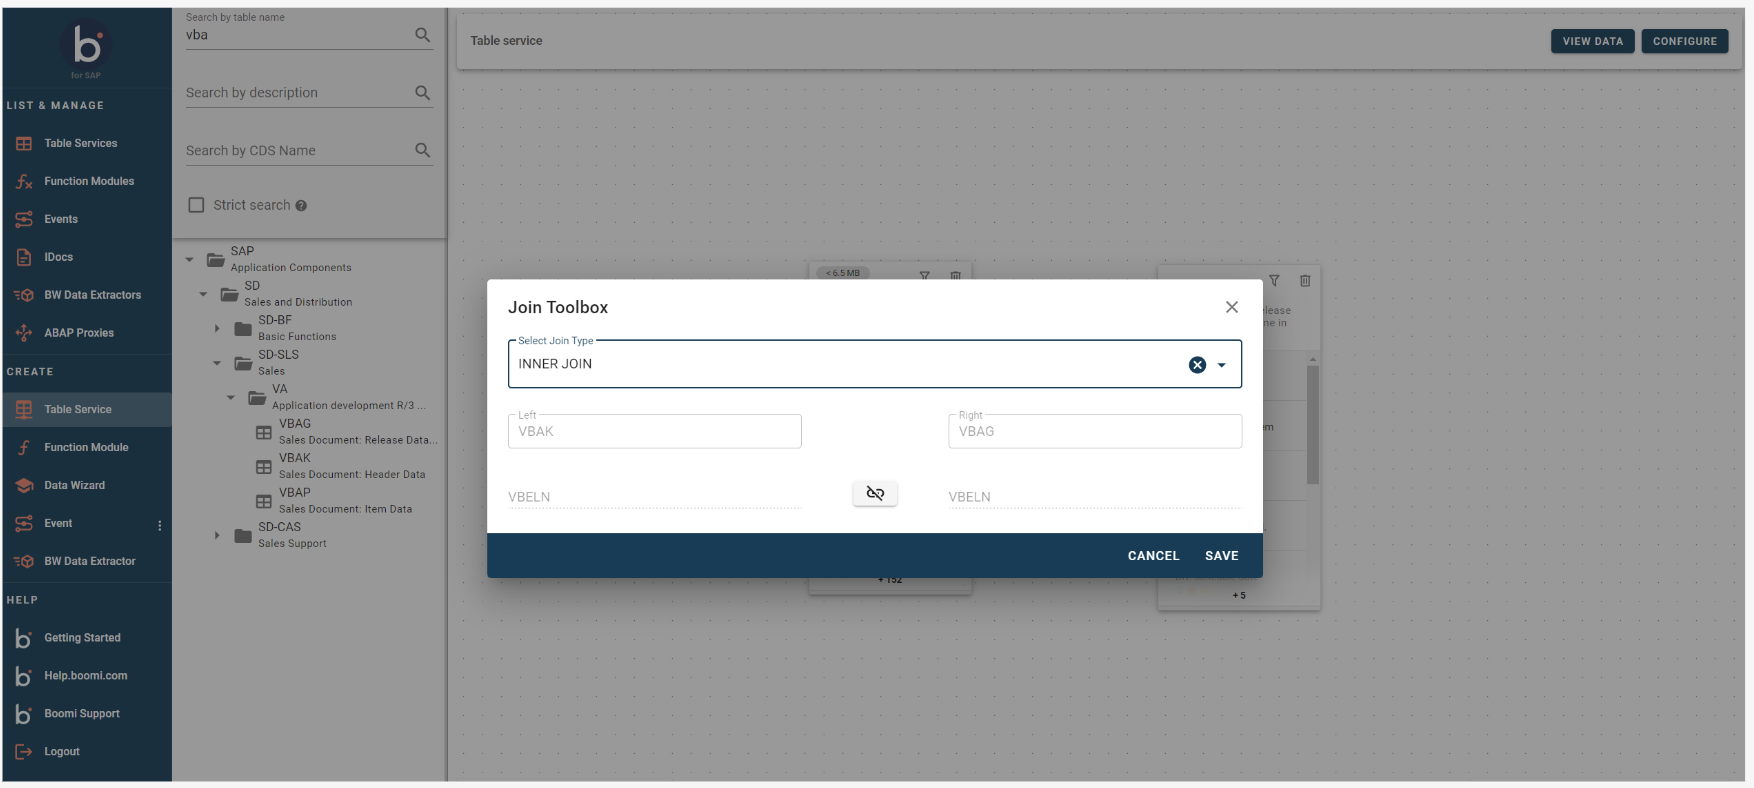 b
for SAP
LIST & MANAGE
Table Services
Function Modules
Events
IDocs
BW Data Extractors
ABAP Proxies
CREATE
Table Service
Function Module
Data Wizard
Event
BW Data Extractor
HELP
Getting Started
Help.boomi.com
Boomi Support
Logout
Search by table name
vba
Search by description
Search by CDS Name
Strict search
SAP
Application Components
SD
Sales and Distribution
SD-BF
Basic Functions
SD-SLS
Sales
VA
Application development R/3 ...
VBAG
Sales Document: Release Data...
VBAK
Sales Document: Header Data
VBAP
Sales Document: Item Data
SD-CAS
Sales Support
Table service
VIEW DATA
CONFIGURE
< 6.5 MB
+ 152
elease
me in
em
+ 5
Join Toolbox
Select Join Type
INNER JOIN
Left
VBAK
Right
VBAG
VBELN
VBELN
CANCEL
SAVE